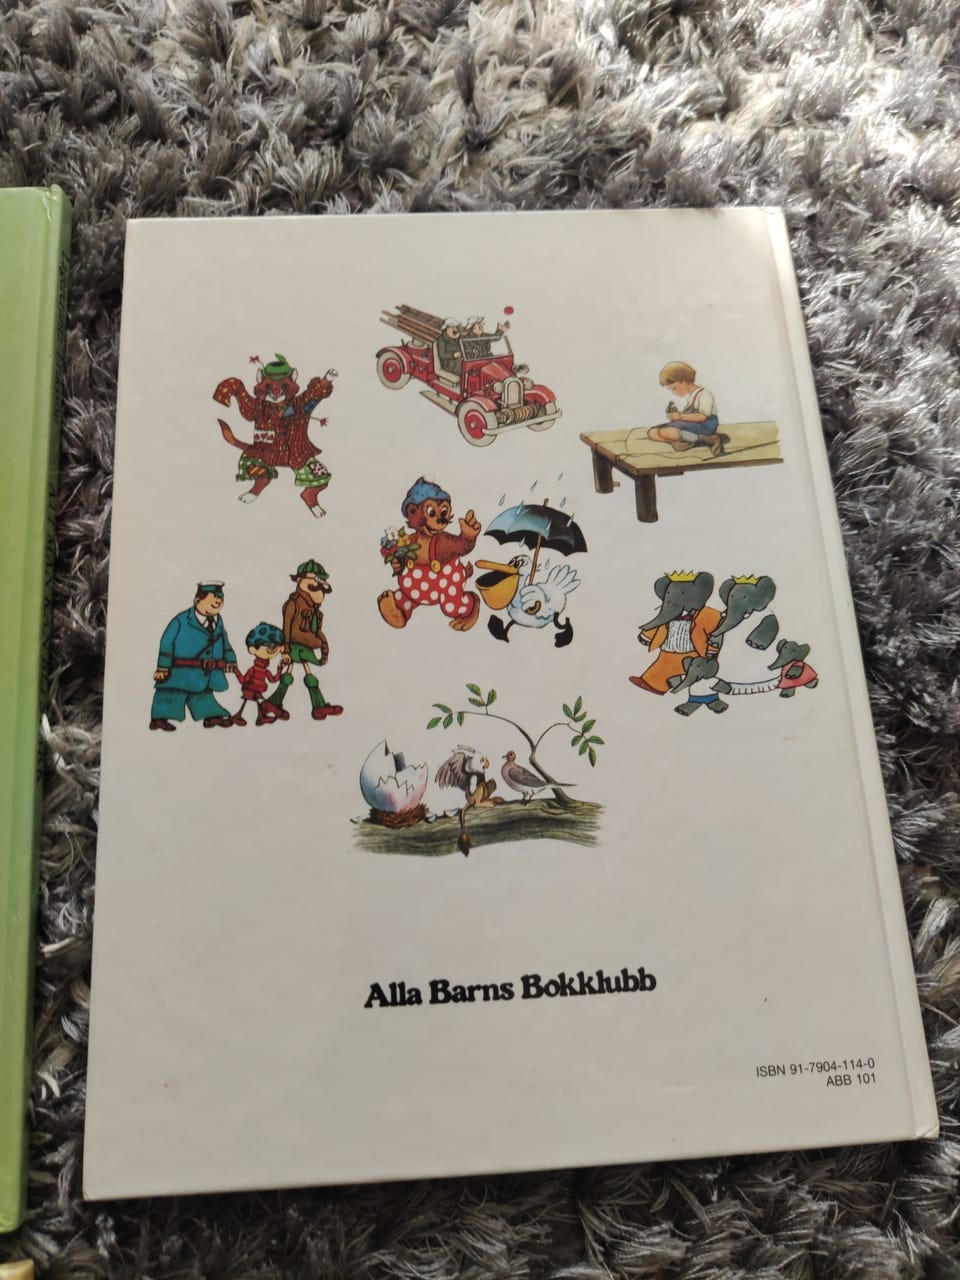 Alla Barns Bokklubb
ISBN 91-7904-114-0
ABB 101